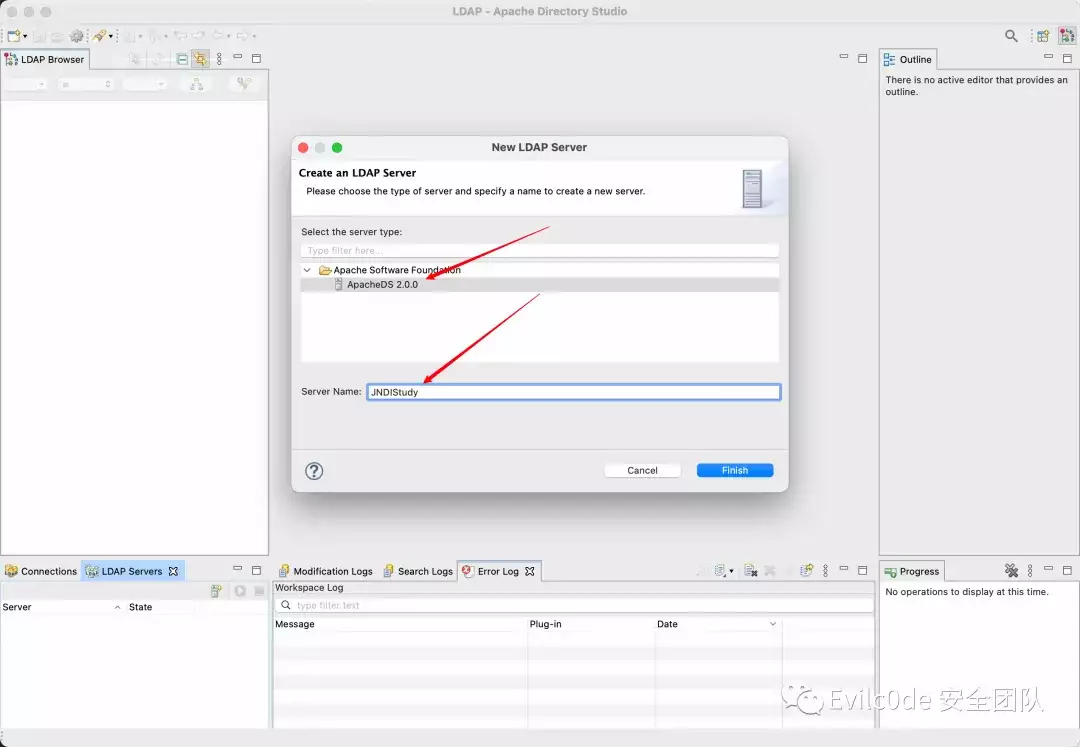 LDAP - Apache Directory Studio
LDAP Browser
Outline
There is no active editor that provides an
outline.
New LDAP Server
Create an LDAP Server
Please choose the type of server and specify a name to create a new server.
Select the server type:
Type filter here...
Apache Software Foundation
ApacheDS 2.0.0
Server Name:
JNDIStudy
?
Cancel
Finish
Connections
LDAP Servers
Modification Logs
Search Logs
Error Log
Progress
Workspace Log
No operations to display at this time.
type filter text
Server
State
Message
Plug-in
Date
Evilc0de 安全团队